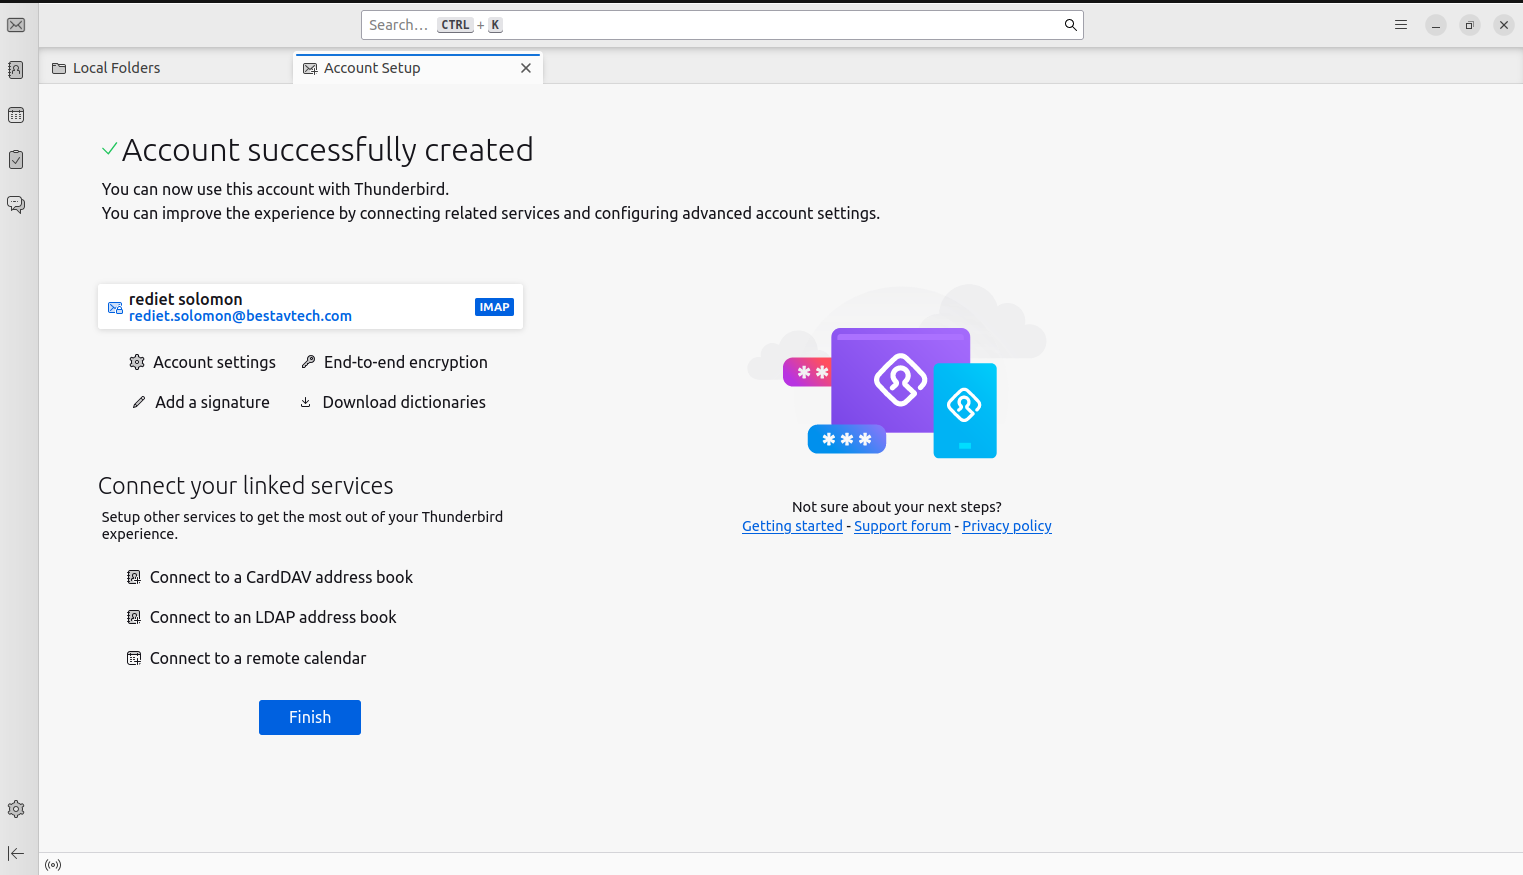 Search... CTRL + K
Local Folders
Account Setup
Account successfully created
You can now use this account with Thunderbird.
You can improve the experience by connecting related services and configuring advanced account settings.
rediet solomon
rediet.solomon@bestavtech.com
IMAP
Account settings
End-to-end encryption
Add a signature
Download dictionaries
Connect your linked services
Setup other services to get the most out of your Thunderbird
experience.
Connect to a CardDAV address book
Connect to an LDAP address book
Connect to a remote calendar
Finish
** 
***
Not sure about your next steps?
Getting started - Support forum - Privacy policy